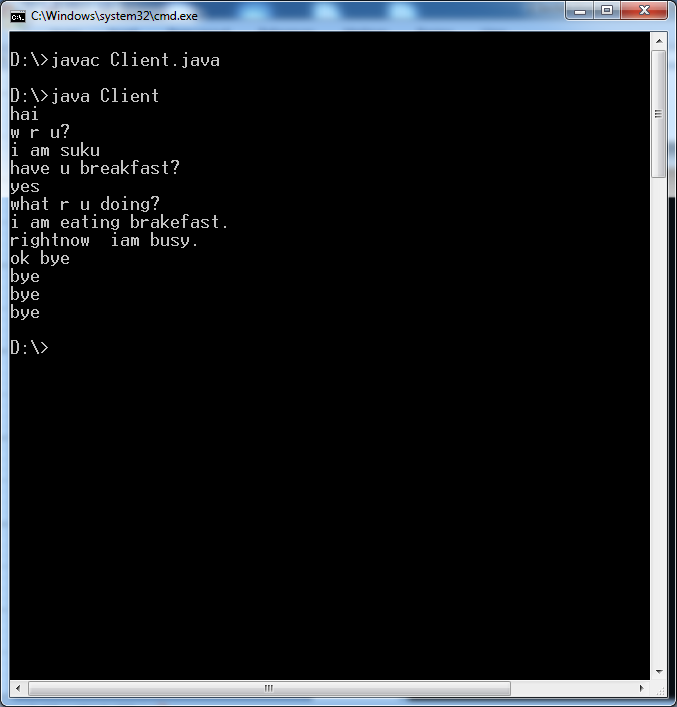 C:\Windows\system32\cmd.exe
D:\>javac Client.java
D:\>java Client
hai
w r u?
i am suku
have u breakfast?
yes
what r u doing?
i am eating brakefast.
rightnow  iam busy.
ok bye
bye
bye
bye
D:\>